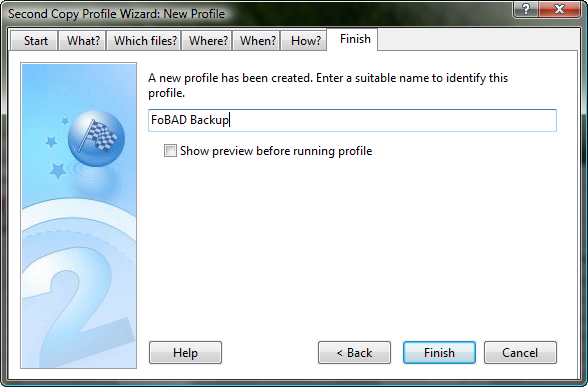 Second Copy Profile Wizard: New Profile
Start What? Which files? Where? When? How? Finish
A new profile has been created. Enter a suitable name to identify this
profile.
FoBAD Backup
Show preview before running profile
2
Help < Back Finish Cancel